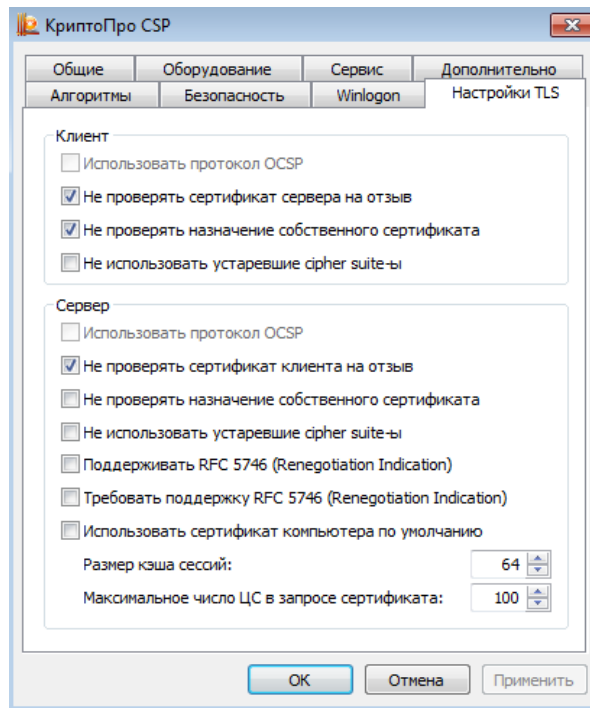 КриптоПро CSP
Общие Оборудование Сервис Дополнительно
Алгоритмы Безопасность Winlogon Настройки TLS
Клиент
Использовать протокол OCSP
Не проверять сертификат сервера на отзыв
Не проверять назначение собственного сертификата
Не использовать устаревшие cipher suite-ы
Сервер
Использовать протокол OCSP
Не проверять сертификат клиента на отзыв
Не проверять назначение собственного сертификата
Не использовать устаревшие cipher suite-ы
Поддерживать RFC 5746 (Renegotiation Indication)
Требовать поддержку RFC 5746 (Renegotiation Indication)
Использовать сертификат компьютера по умолчанию
Размер кэша сессий: 64
Максимальное число ЦС в запросе сертификата: 100
ОК Отмена Применить